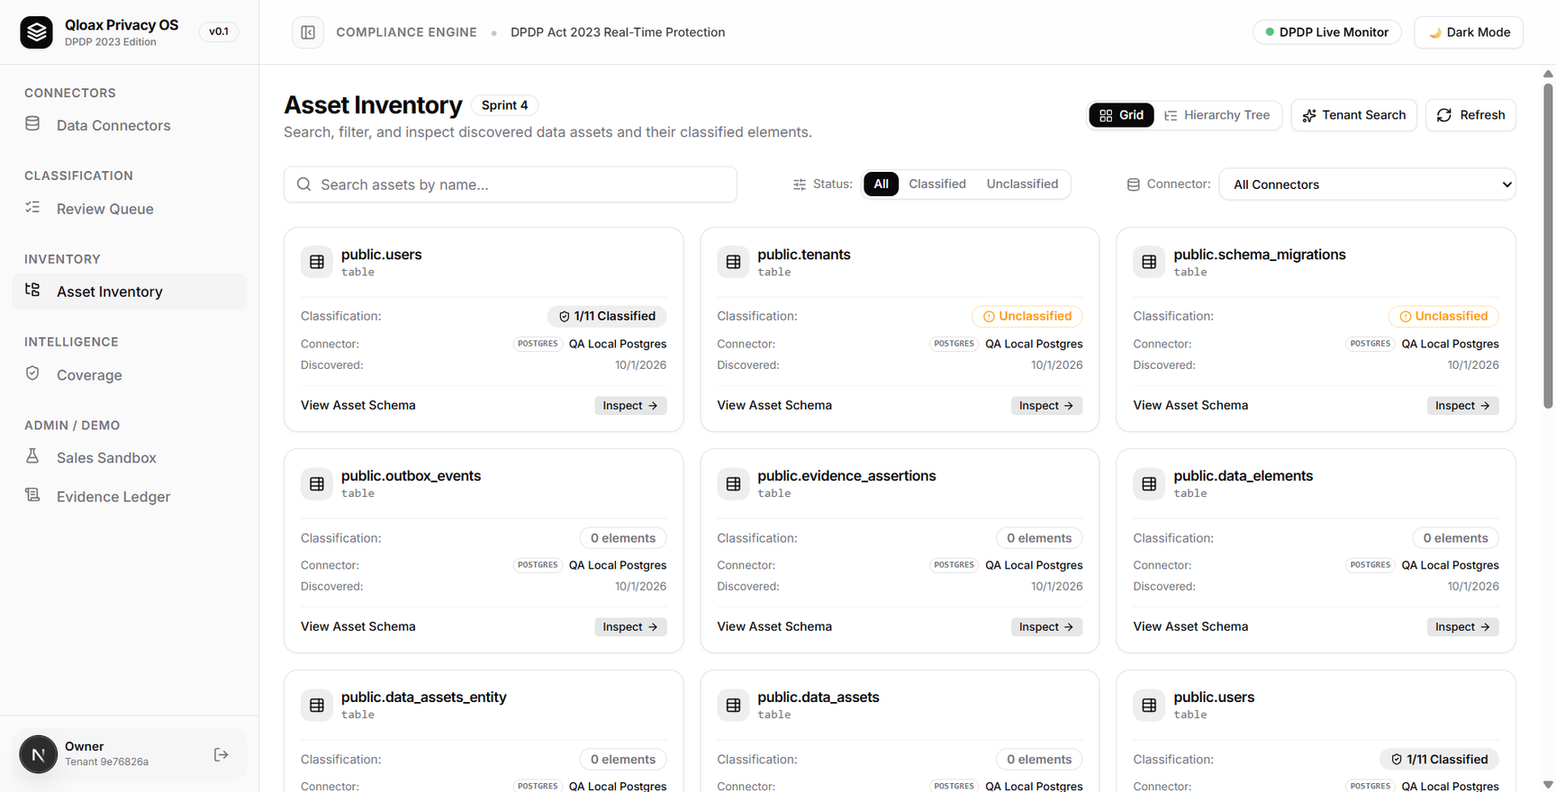 Qloax Privacy OS
DPDP 2023 Edition
v0.1
CONNECTORS
Data Connectors
CLASSIFICATION
Review Queue
INVENTORY
Asset Inventory
INTELLIGENCE
Coverage
ADMIN / DEMO
Sales Sandbox
Evidence Ledger
N
Owner
Tenant 9e76826a
COMPLIANCE ENGINE • DPDP Act 2023 Real-Time Protection
DPDP Live Monitor
Dark Mode
Asset Inventory
Sprint 4
Search, filter, and inspect discovered data assets and their classified elements.
Grid
Hierarchy Tree
Tenant Search
Refresh
Search assets by name...
Status:
All
Classified
Unclassified
Connector:
All Connectors
public.users
table
Classification:
1/11 Classified
Connector:
POSTGRES QA Local Postgres
Discovered:
10/1/2026
View Asset Schema
Inspect →
public.tenants
table
Classification:
Unclassified
Connector:
POSTGRES QA Local Postgres
Discovered:
10/1/2026
View Asset Schema
Inspect →
public.schema_migrations
table
Classification:
Unclassified
Connector:
POSTGRES QA Local Postgres
Discovered:
10/1/2026
View Asset Schema
Inspect →
public.outbox_events
table
Classification:
0 elements
Connector:
POSTGRES QA Local Postgres
Discovered:
10/1/2026
View Asset Schema
Inspect →
public.evidence_assertions
table
Classification:
0 elements
Connector:
POSTGRES QA Local Postgres
Discovered:
10/1/2026
View Asset Schema
Inspect →
public.data_elements
table
Classification:
0 elements
Connector:
POSTGRES QA Local Postgres
Discovered:
10/1/2026
View Asset Schema
Inspect →
public.data_assets_entity
table
Classification:
0 elements
Connector:
POSTGRES QA Local Postgres
public.data_assets
table
Classification:
0 elements
Connector:
POSTGRES QA Local Postgres
public.users
table
Classification:
1/11 Classified
Connector:
POSTGRES QA Local Postgres